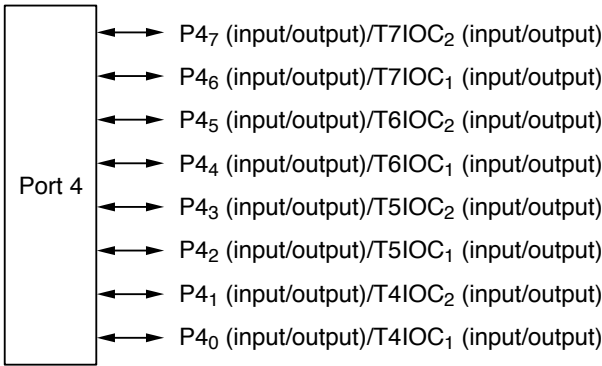 P4₇ (input/output)/T7IOC₂ (input/output)
P4₆ (input/output)/T7IOC₁ (input/output)
P4₅ (input/output)/T6IOC₂ (input/output)
P4₄ (input/output)/T6IOC₁ (input/output)
Port 4
P4₃ (input/output)/T5IOC₂ (input/output)
P4₂ (input/output)/T5IOC₁ (input/output)
P4₁ (input/output)/T4IOC₂ (input/output)
P4₀ (input/output)/T4IOC₁ (input/output)